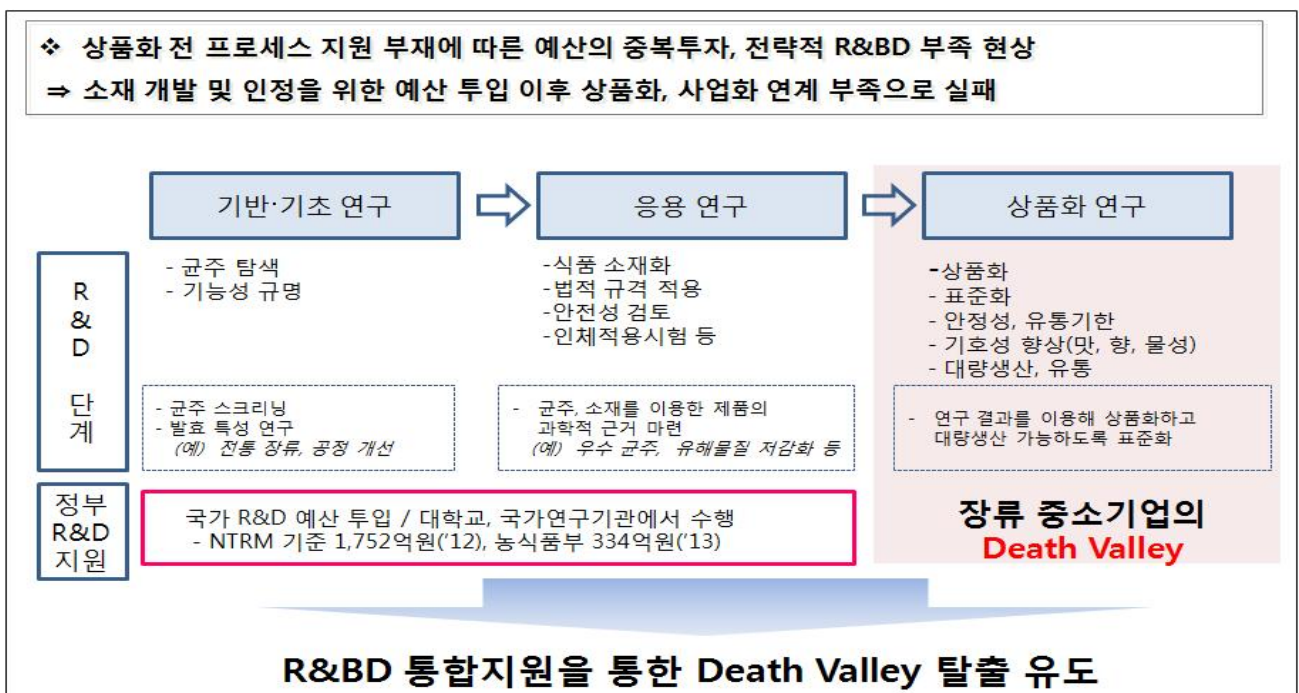 ❖ 상품화 전 프로세스 지원 부재에 따른 예산의 중복투자, 전략적 R&BD 부족 현상
⇒ 소재 개발 및 인정을 위한 예산 투입 이후 상품화, 사업화 연계 부족으로 실패
기반·기초 연구
응용 연구
상품화 연구
R
&
D
단
계
- 균주 탐색
- 기능성 규명
-식품 소재화
-법적 규격 적용
-안전성 검토
-인체적용시험 등
-상품화
- 표준화
- 안정성, 유통기한
- 기호성 향상(맛, 향, 물성)
- 대량생산, 유통
- 균주 스크리닝
- 발효 특성 연구
(예) 전통 장류, 공정 개선
- 균주, 소재를 이용한 제품의
과학적 근거 마련
(예) 우수 균주, 유해물질 저감화 등
- 연구 결과를 이용해 상품화하고
대량생산 가능하도록 표준화
정부
R&D
지원
국가 R&D 예산 투입 / 대학교, 국가연구기관에서 수행
- NTRM 기준 1,752억원('12), 농식품부 334억원('13)
장류 중소기업의
Death Valley
R&BD 통합지원을 통한 Death Valley 탈출 유도